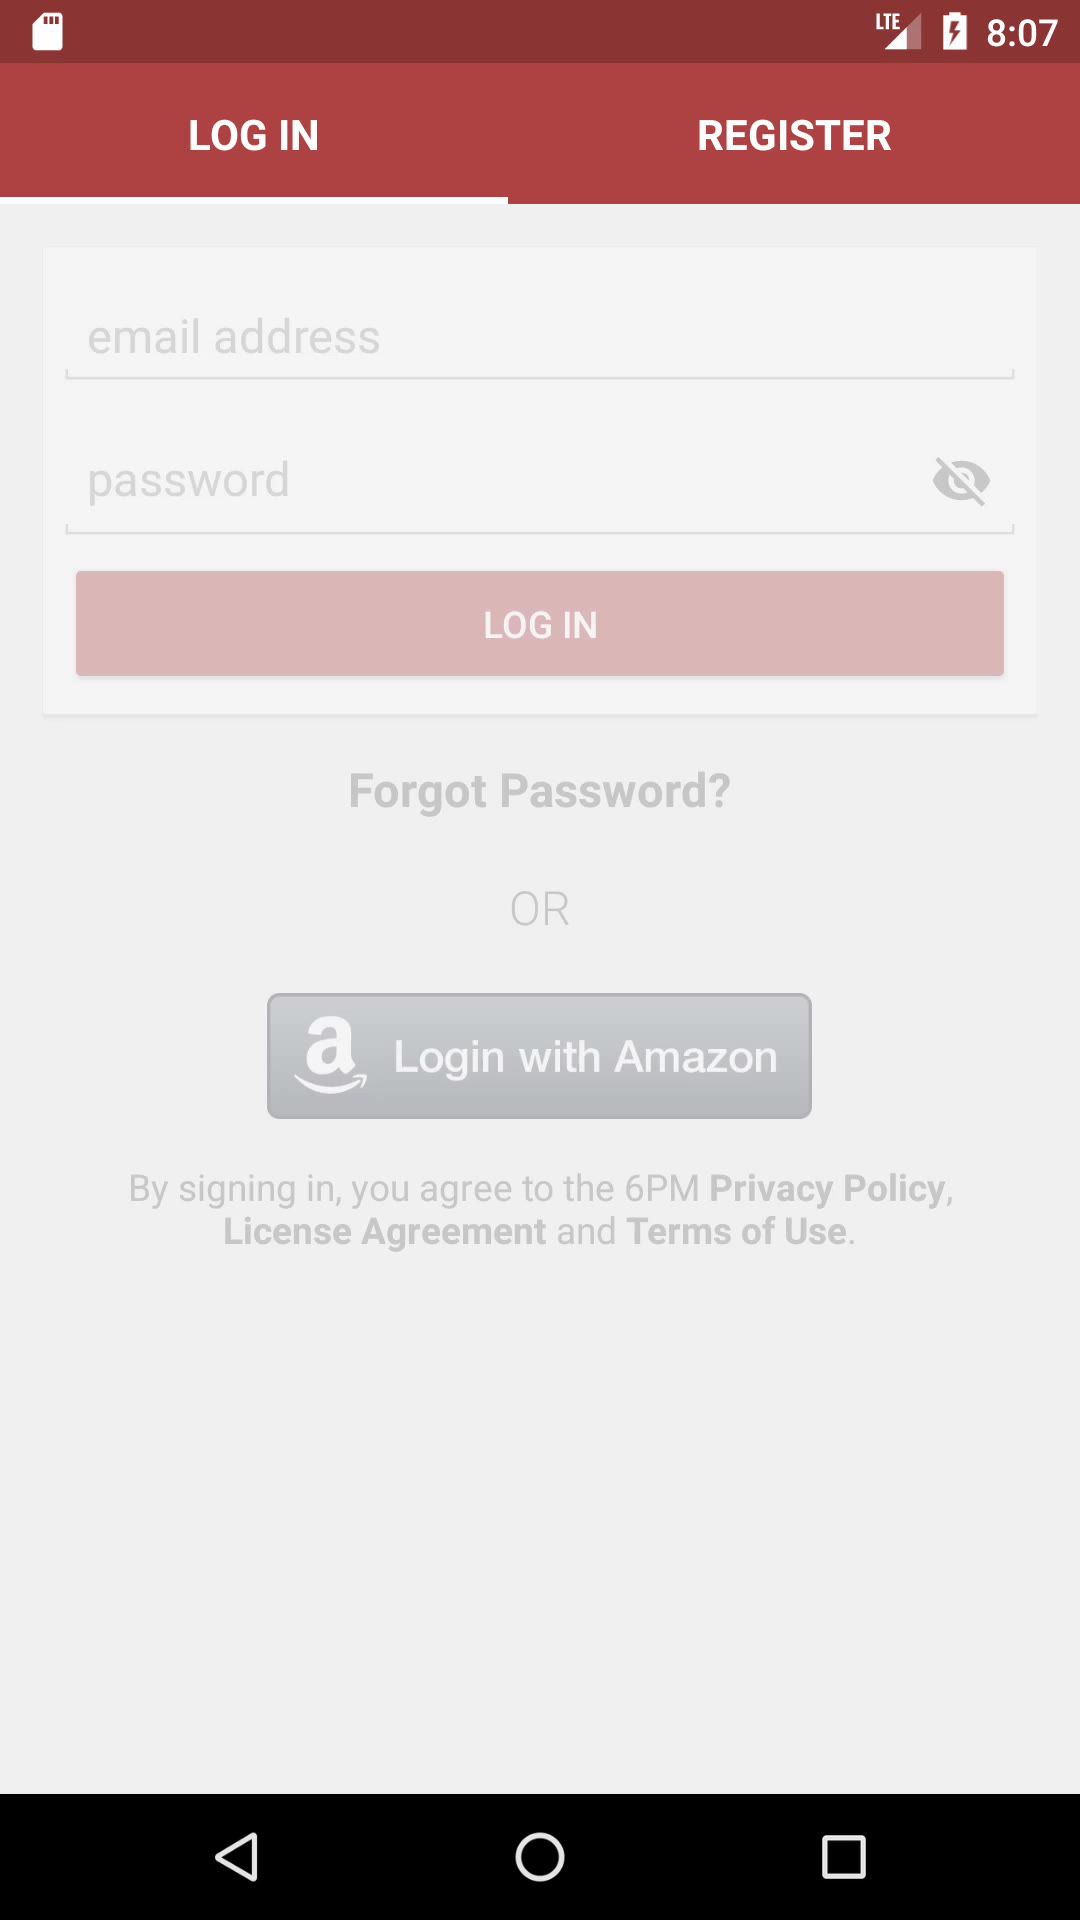 LTE 8:07
LOG IN REGISTER
email address
password
LOG IN
Forgot Password?
OR
a Login with Amazon
By signing in, you agree to the 6PM Privacy Policy,
License Agreement and Terms of Use.